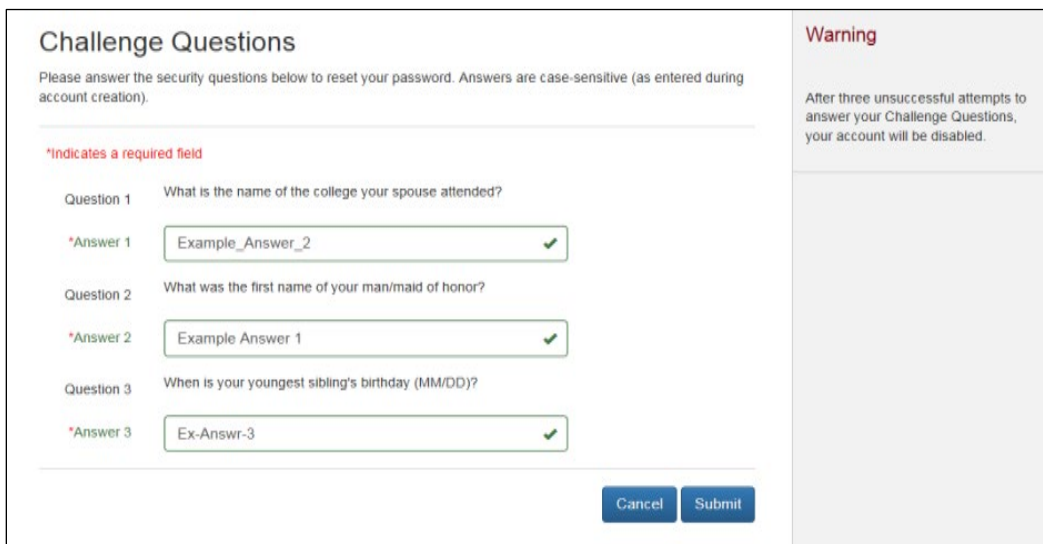 Challenge Questions
Please answer the security questions below to reset your password. Answers are case-sensitive (as entered during
account creation).
*Indicates a required field
Question 1 What is the name of the college your spouse attended?
*Answer 1 Example_Answer_2
Question 2 What was the first name of your man/maid of honor?
*Answer 2 Example Answer 1
Question 3 When is your youngest sibling's birthday (MM/DD)?
*Answer 3 Ex-Answr-3
Cancel Submit
Warning
After three unsuccessful attempts to
answer your Challenge Questions,
your account will be disabled.